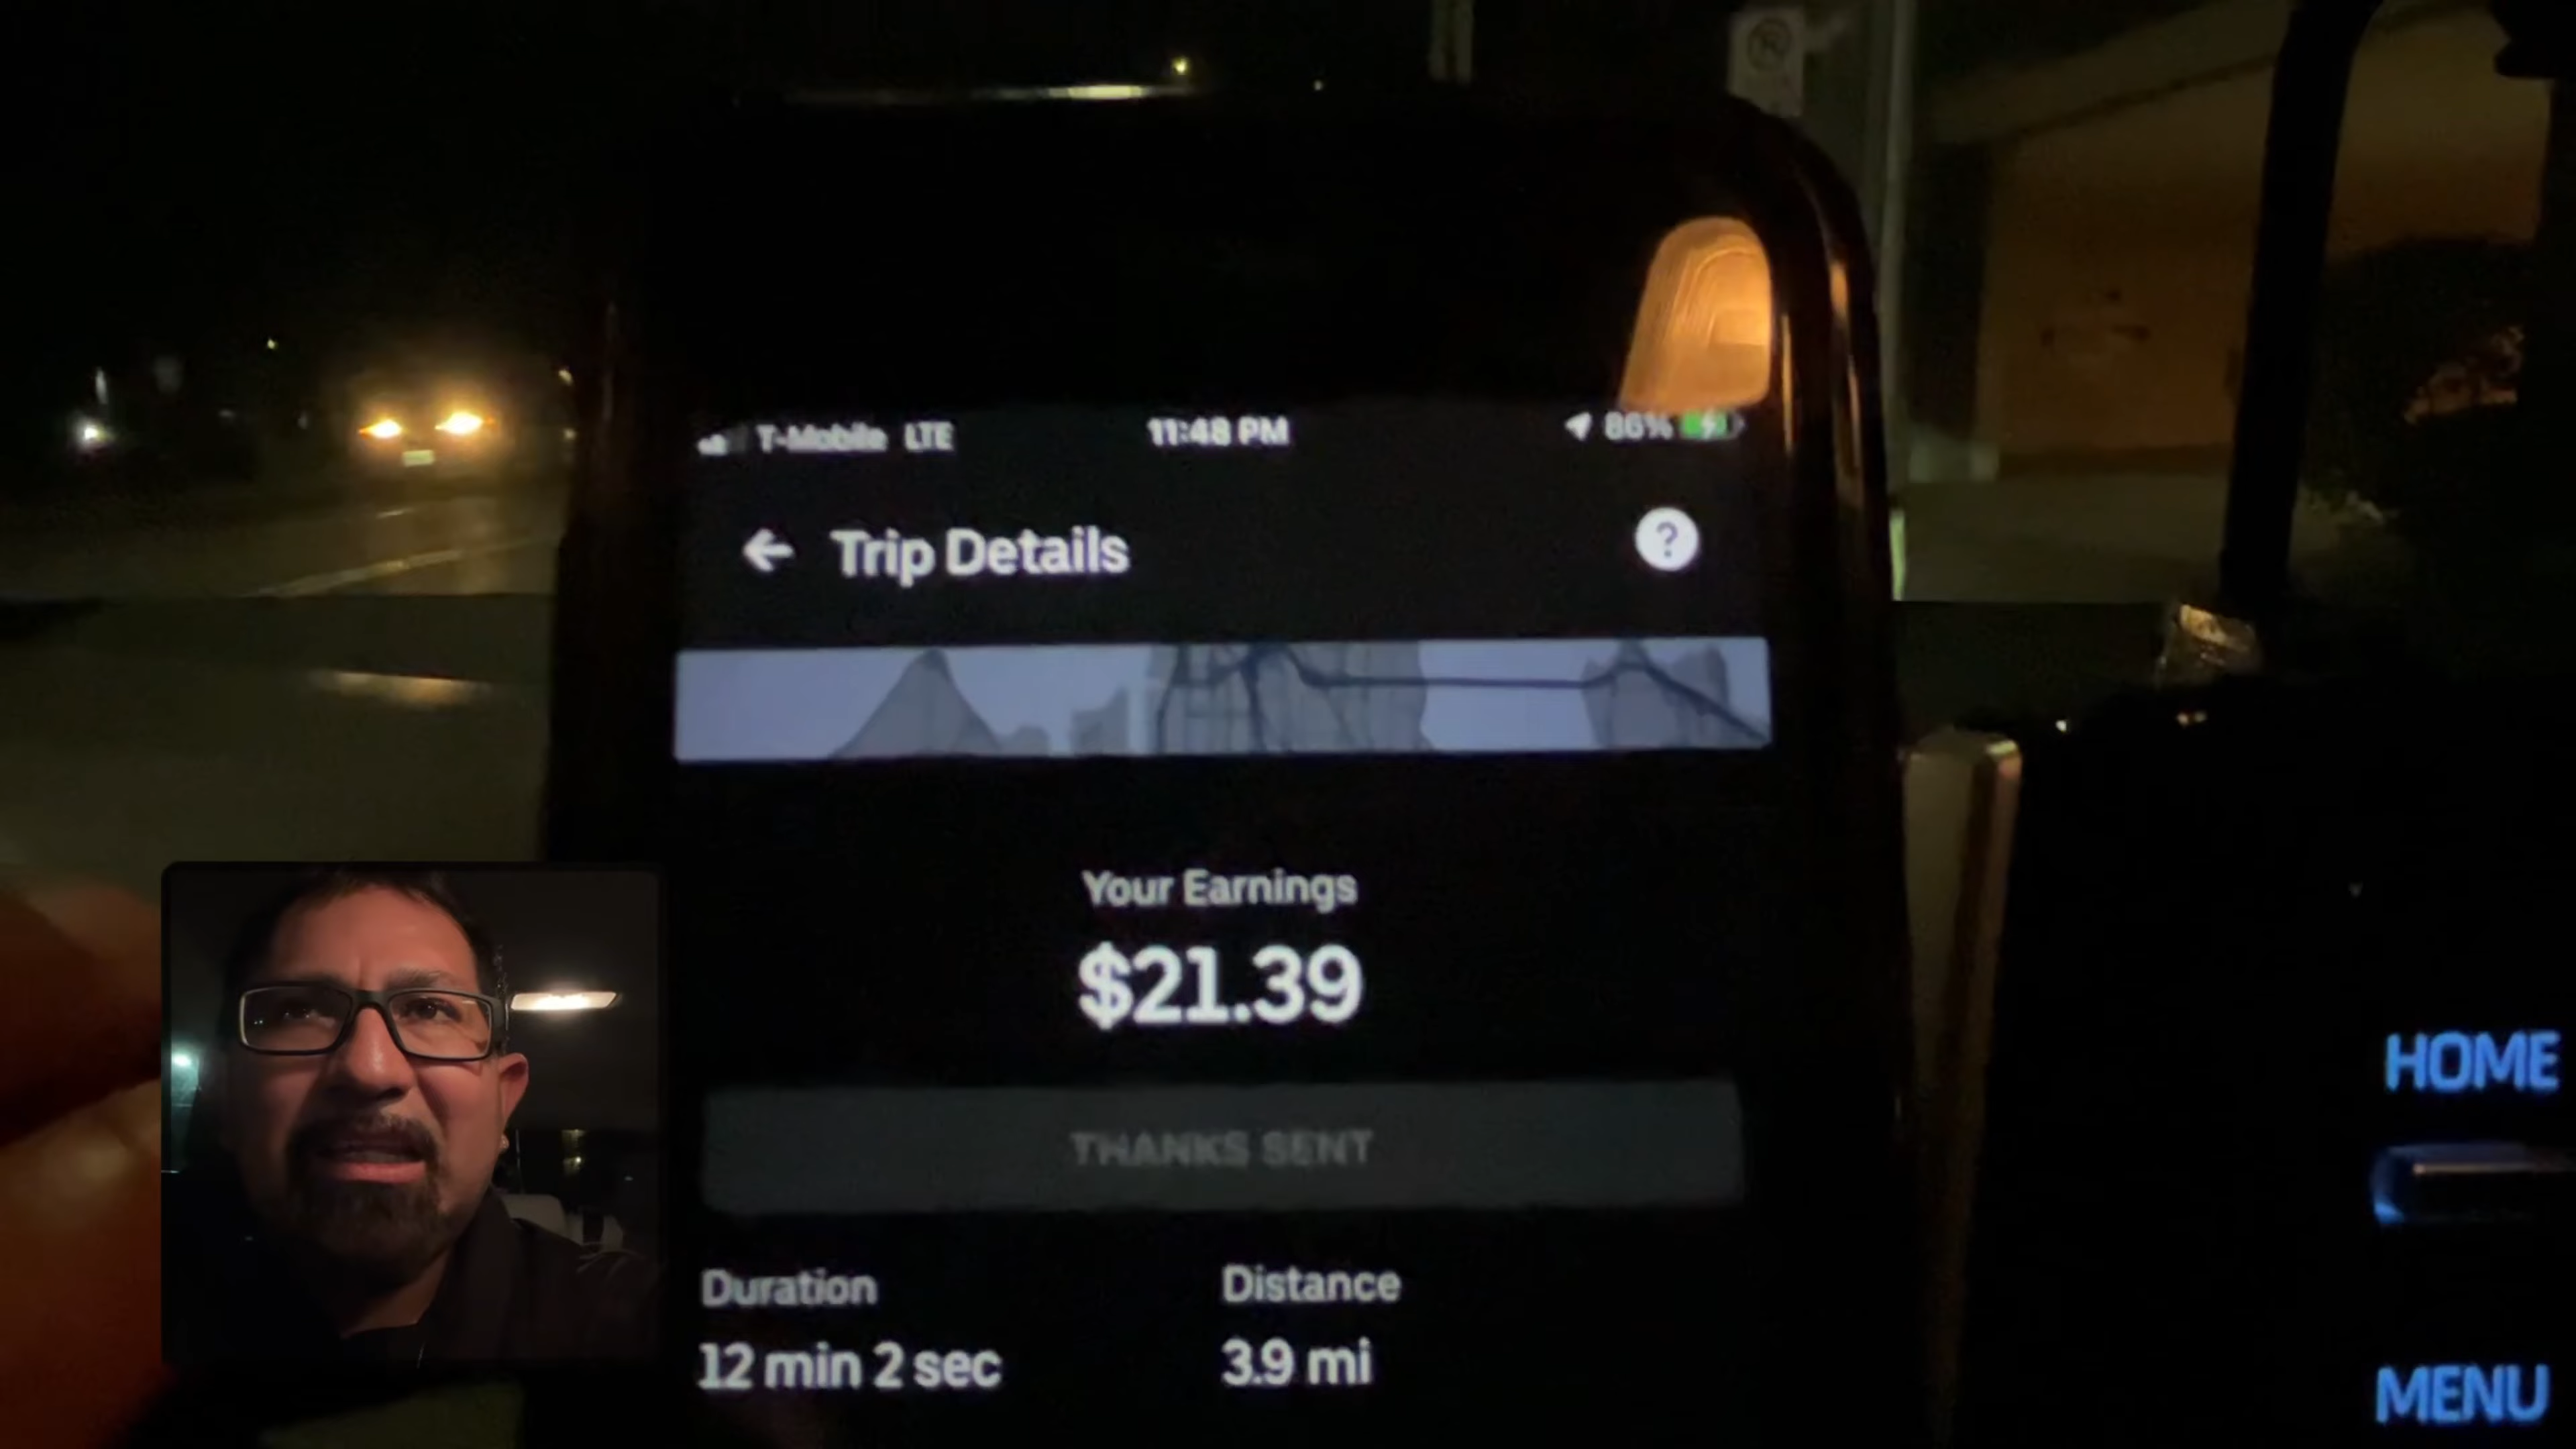 T-Mobile LTE 11:48 PM 86%
Trip Details ?
Your Earnings
$21.39
THANKS SENT
Duration Distance
12 min 2 sec 3.9 mi
HOME
MENU